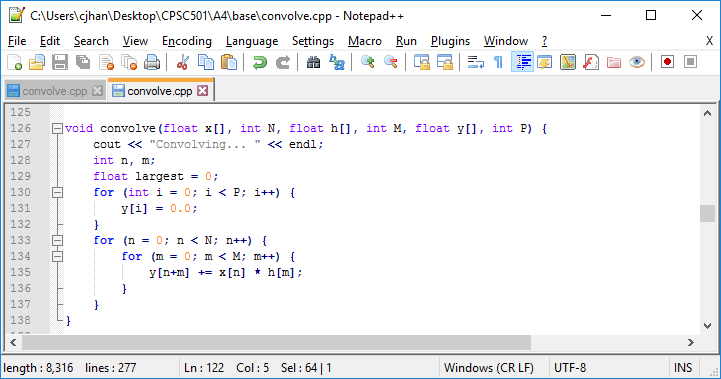 C:\Users\cjhan\Desktop\CPSC501\A4\base\convolve.cpp - Notepad++
File Edit Search View Encoding Language Settings Macro Run Plugins Window ? X
convolve.cpp convolve.cpp
125
126 void convolve(float x[], int N, float h[], int M, float y[], int P) {
127 cout << "Convolving... " << endl;
128 int n, m;
129 float largest = 0;
130 for (int i = 0; i < P; i++) {
131 y[i] = 0.0;
132 }
133 for (n = 0; n < N; n++) {
134 for (m = 0; m < M; m++) {
135 y[n+m] += x[n] * h[m];
136 }
137 }
138 }
length : 8,316 lines : 277 Ln : 122 Col : 5 Sel : 64 | 1 Windows (CR LF) UTF-8 INS